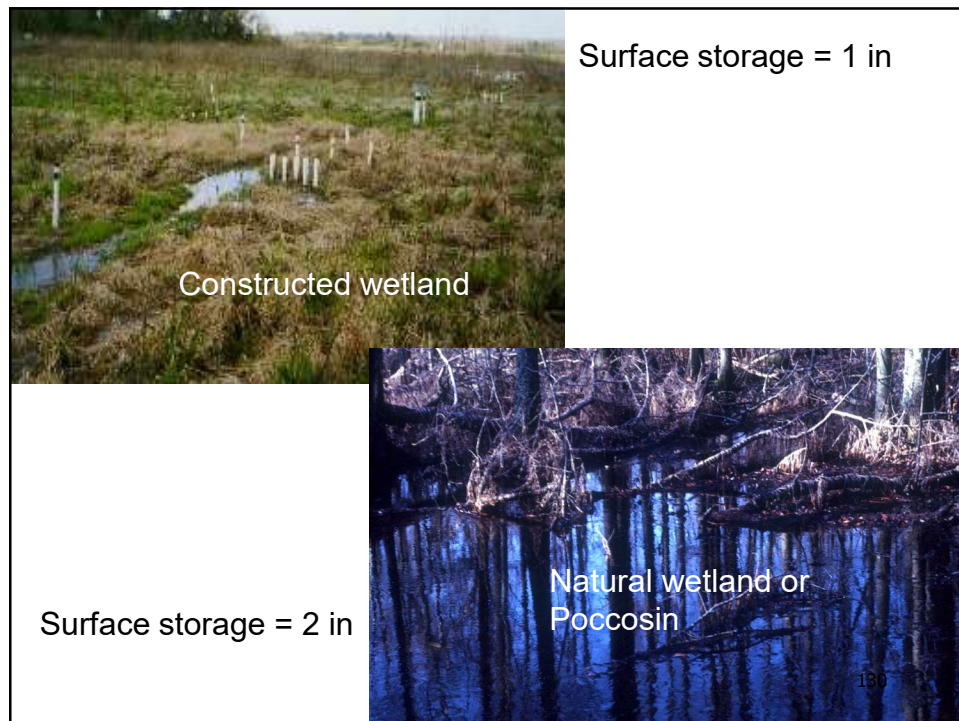 Surface storage = 1 in
Constructed wetland
Natural wetland or
Poccosin
Surface storage = 2 in
130